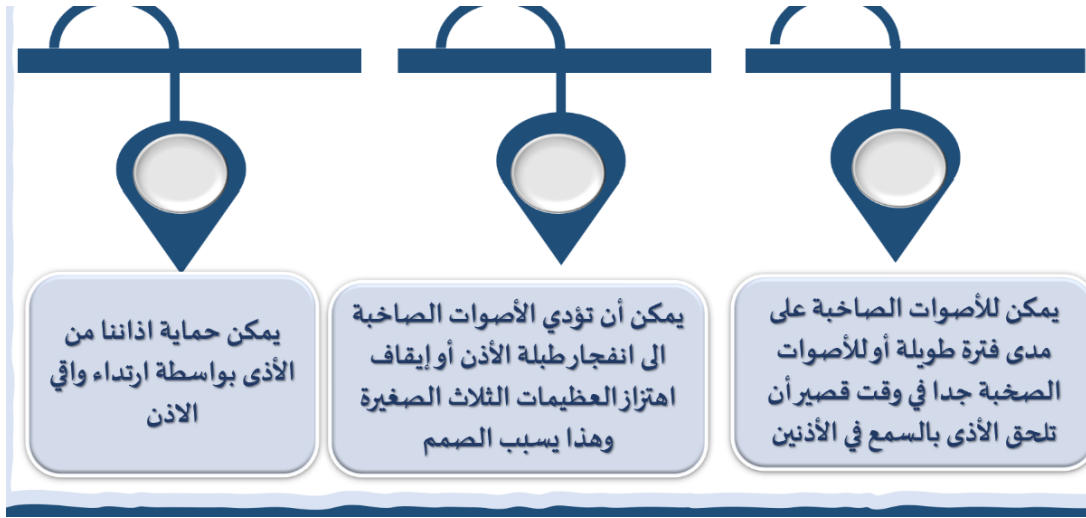 يمكن للأصوات الصاخبة على
مدى فترة طويلة أو للأصوات
الصخبة جدا في وقت قصير أن
تلحق الأذى بالسمع في الأذنين
يمكن أن تؤدي الأصوات الصاخبة
الى انفجار طبلة الأذن أو إيقاف
اهتزاز العظيمات الثلاث الصغيرة
وهذا يسبب الصمم
يمكن حماية اذاننا من
الأذى بواسطة ارتداء واقي
الاذن